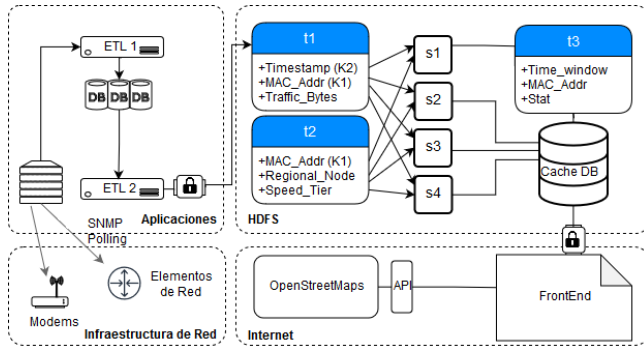 ETL 1
DB DB DB
ETL 2
SNMP
Polling
Aplicaciones
t1
+Timestamp (K2)
+MAC_Addr (K1)
+Traffic_Bytes
t2
+MAC_Addr (K1)
+Regional_Node
+Speed_Tier
s1
s2
s3
s4
t3
+Time_window
+MAC_Addr
+Stat
Cache DB
HDFS
Modems
Elementos
de Red
Infraestructura de Red
OpenStreetMaps
API
FrontEnd
Internet